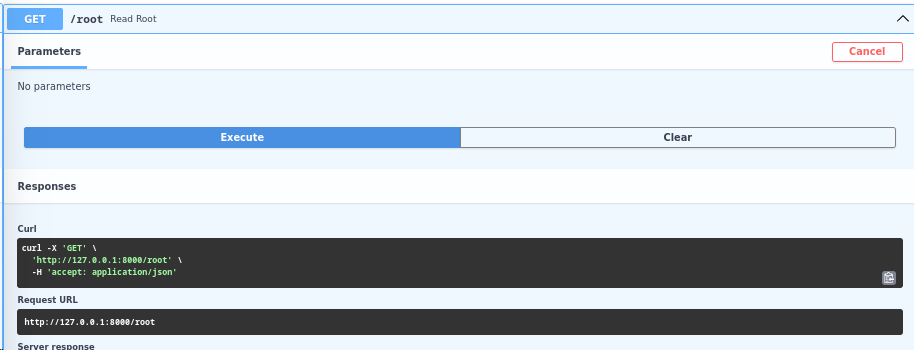 GET /root Read Root
Parameters
Cancel
No parameters
Execute
Clear
Responses
Curl
curl -X 'GET' \
  'http://127.0.0.1:8000/root' \
  -H 'accept: application/json'
Request URL
http://127.0.0.1:8000/root
Server response